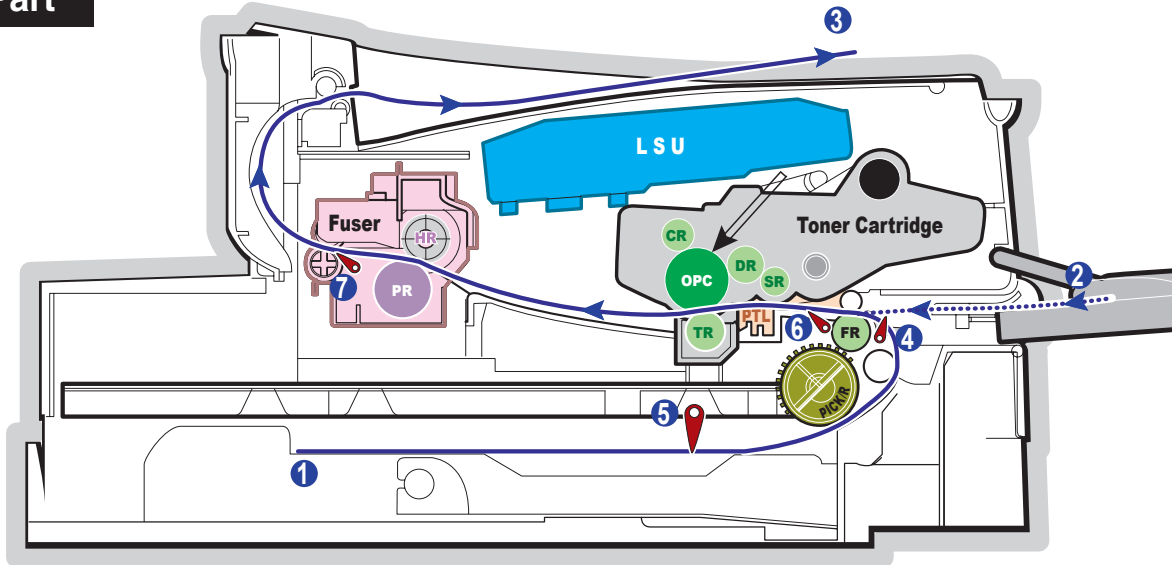 Part
3
LSU
Toner Cartridge
Fuser
HR
CR
DR
OPC
SR
2
7
PR
PTL
6
TR
FR
4
PICK/R
5
1